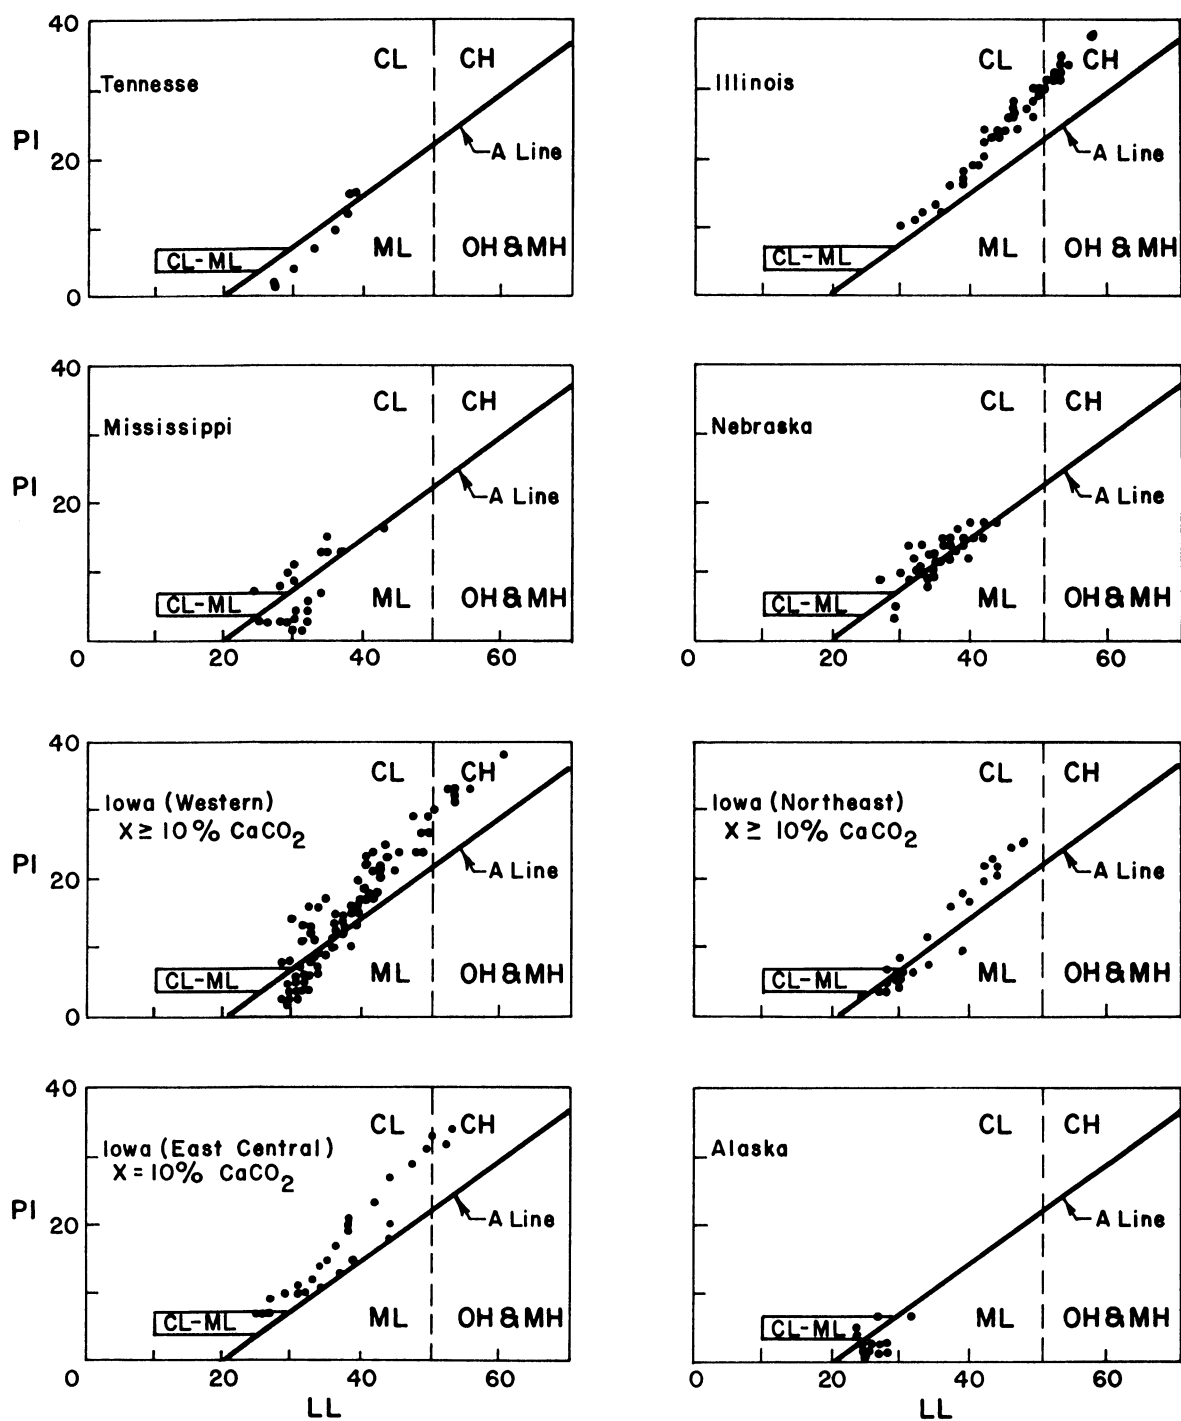 40
Tennesse
CL
CH
PI
20
A Line
CL-ML
ML
OH & MH
0
Illinois
CL
CH
A Line
CL-ML
ML
OH & MH
40
Mississippi
CL
CH
PI
20
A Line
CL-ML
ML
OH & MH
0 20 40 60
Nebraska
CL
CH
A Line
CL-ML
ML
OH & MH
0 20 40 60
40
Iowa (Western)
X ≥ 10% CaCO2
CL
CH
PI
20
A Line
CL-ML
ML
OH & MH
0
Iowa (Northeast)
X ≥ 10% CaCO2
CL
CH
A Line
CL-ML
ML
OH & MH
40
Iowa (East Central)
X = 10% CaCO2
CL
CH
PI
20
A Line
CL-ML
ML
OH & MH
0 20 40 60
LL
Alaska
CL
CH
A Line
CL-ML
ML
OH & MH
0 20 40 60
LL